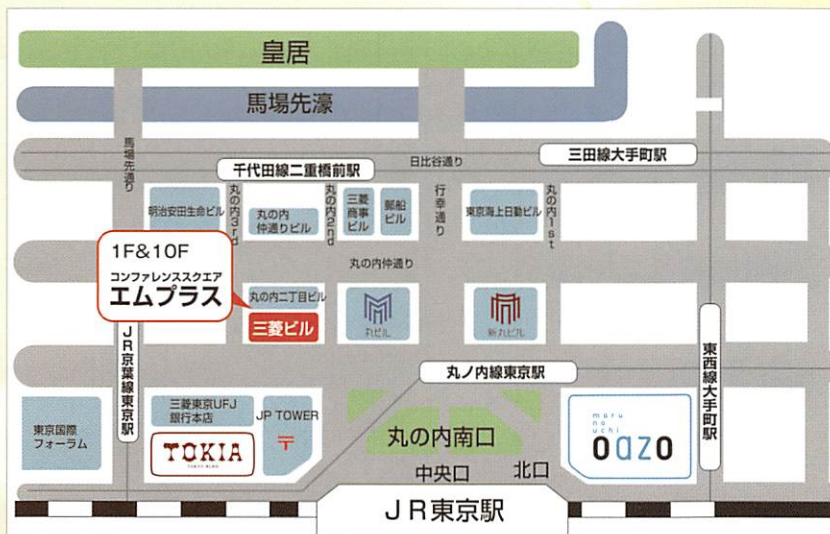 皇居
馬場先濠
三田線大手町駅
日比谷通り
千代田線二重橋前駅
馬場先通り
明治安田生命ビル
丸の内3rd
丸の内
仲通りビル
丸の内2nd
三菱
商事
ビル
郵船
ビル
行幸通り
東京海上日動ビル
丸の内1st
1F&10F
コンファレンススクエア
エムプラス
丸の内仲通り
丸の内二丁目ビル
三菱ビル
丸ビル
新丸ビル
JR京葉線東京駅
丸ノ内線東京駅
東西線大手町駅
東京国際
フォーラム
三菱東京UFJ
銀行本店
TOKIA
TOKYO BLDG.
JP TOWER
〒
丸の内南口
中央口
北口
maru
no
uchi
oazo
JR東京駅